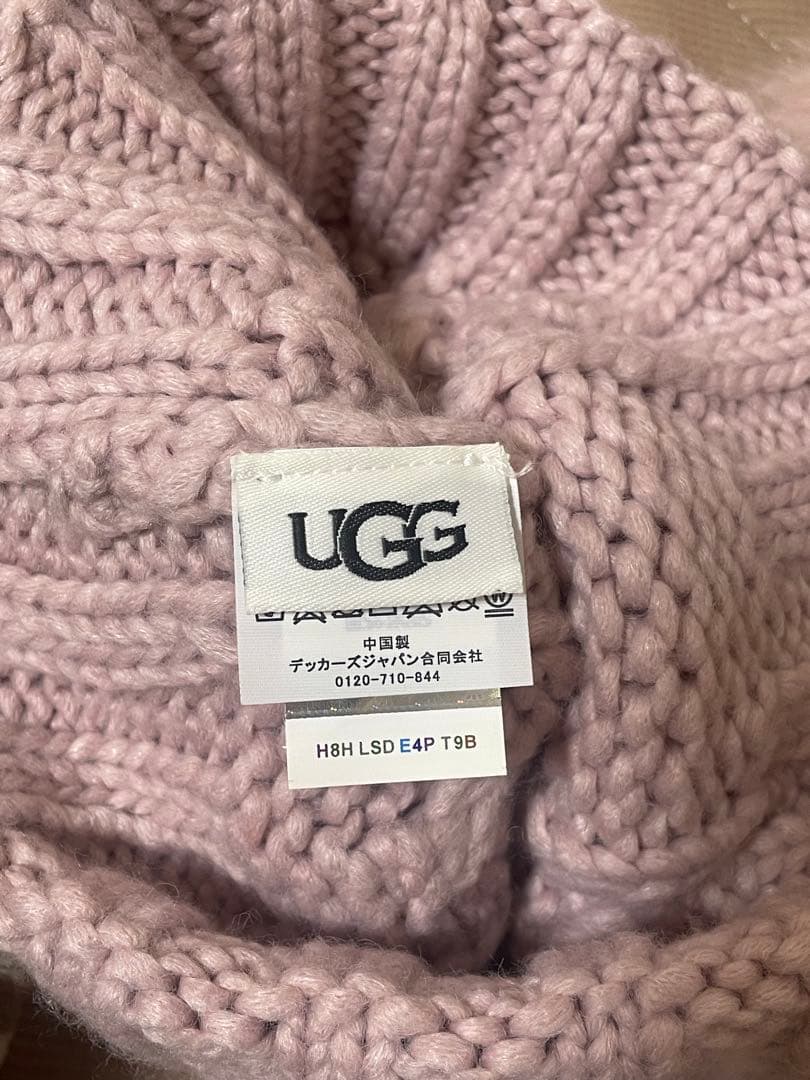 UGG
W
中国製
デッカーズジャパン合同会社
0120-710-844
H8H LSD E4P T9B